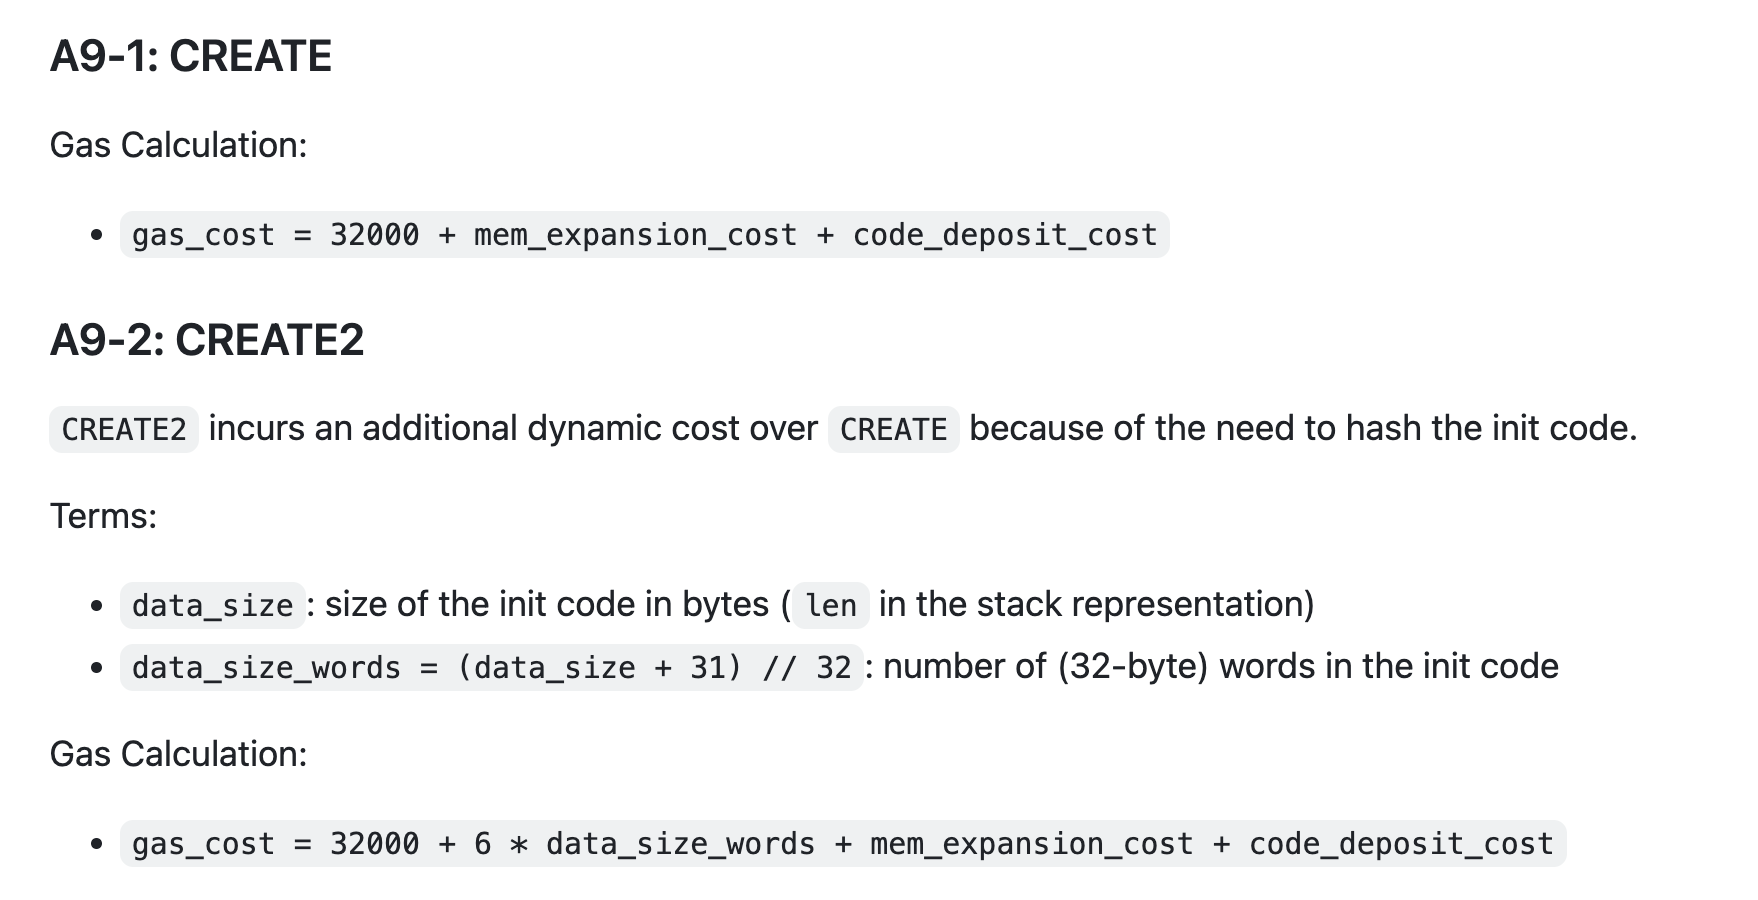 A9-1: CREATE
Gas Calculation:
• gas_cost = 32000 + mem_expansion_cost + code_deposit_cost
A9-2: CREATE2
CREATE2 incurs an additional dynamic cost over CREATE because of the need to hash the init code.
Terms:
• data_size: size of the init code in bytes (len in the stack representation)
• data_size_words = (data_size + 31) // 32: number of (32-byte) words in the init code
Gas Calculation:
• gas_cost = 32000 + 6 * data_size_words + mem_expansion_cost + code_deposit_cost